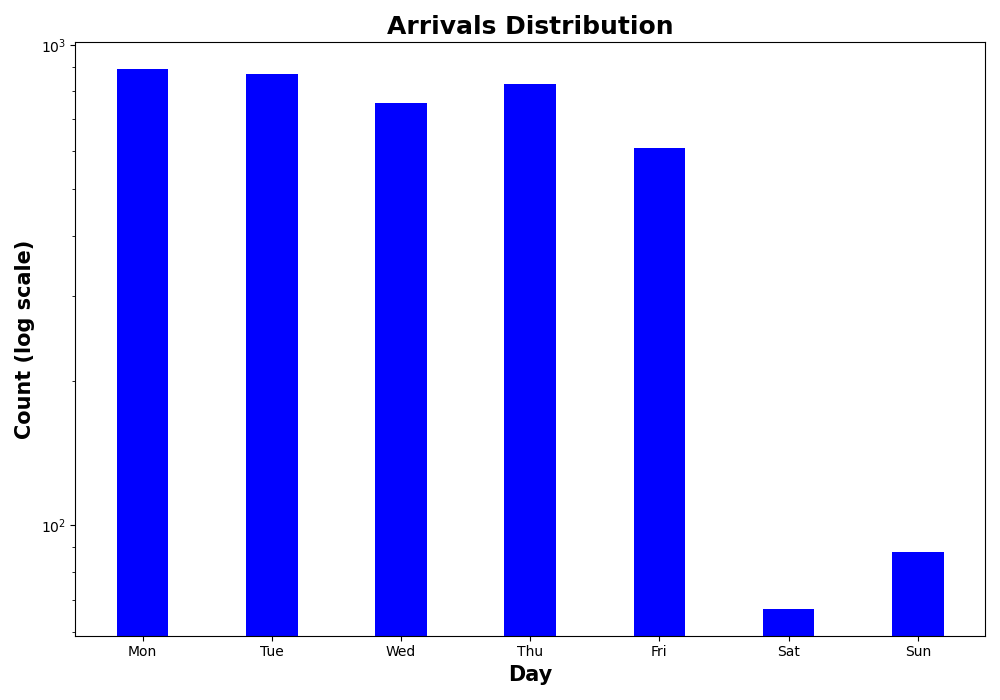 Arrivals Distribution
Count (log scale)
10³
10²
Mon Tue Wed Thu Fri Sat Sun
Day